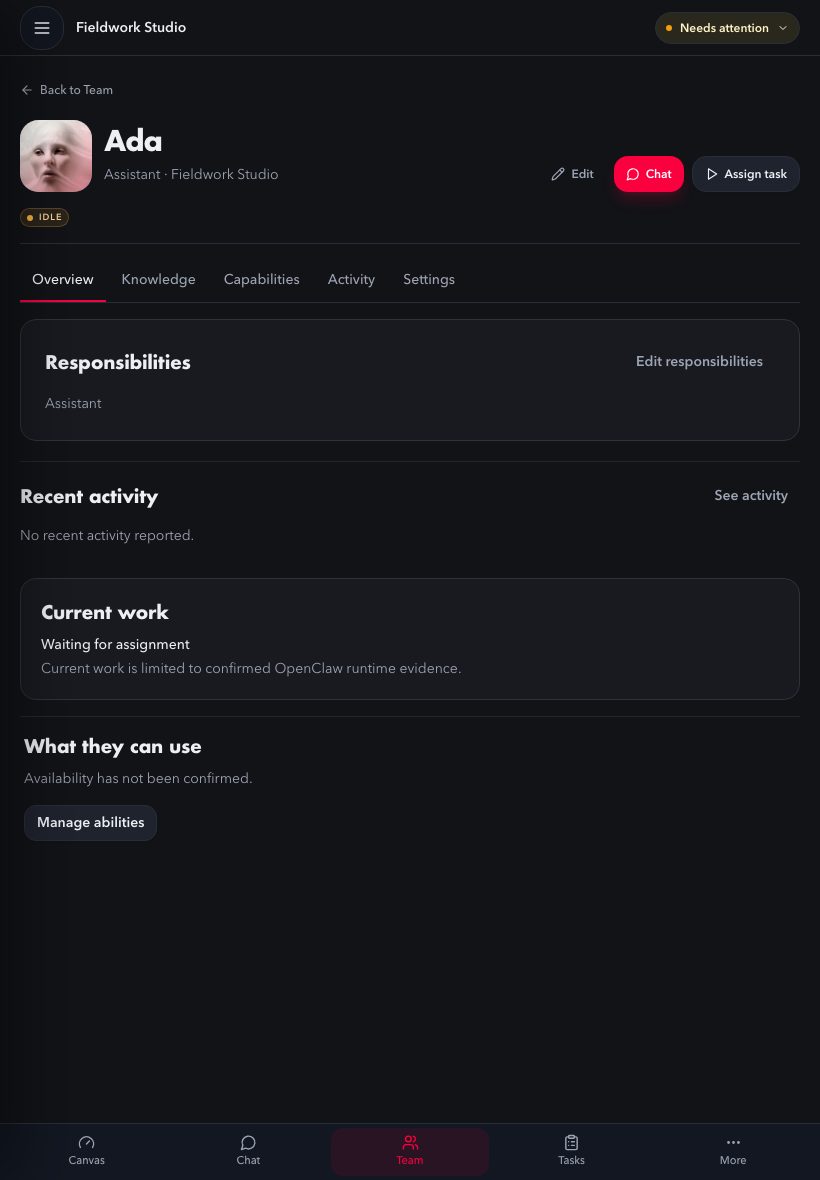 Fieldwork Studio
Needs attention
Back to Team
Ada
Assistant · Fieldwork Studio
Edit
Chat
Assign task
IDLE
Overview
Knowledge
Capabilities
Activity
Settings
Responsibilities
Edit responsibilities
Assistant
Recent activity
See activity
No recent activity reported.
Current work
Waiting for assignment
Current work is limited to confirmed OpenClaw runtime evidence.
What they can use
Availability has not been confirmed.
Manage abilities
Canvas
Chat
Team
Tasks
More